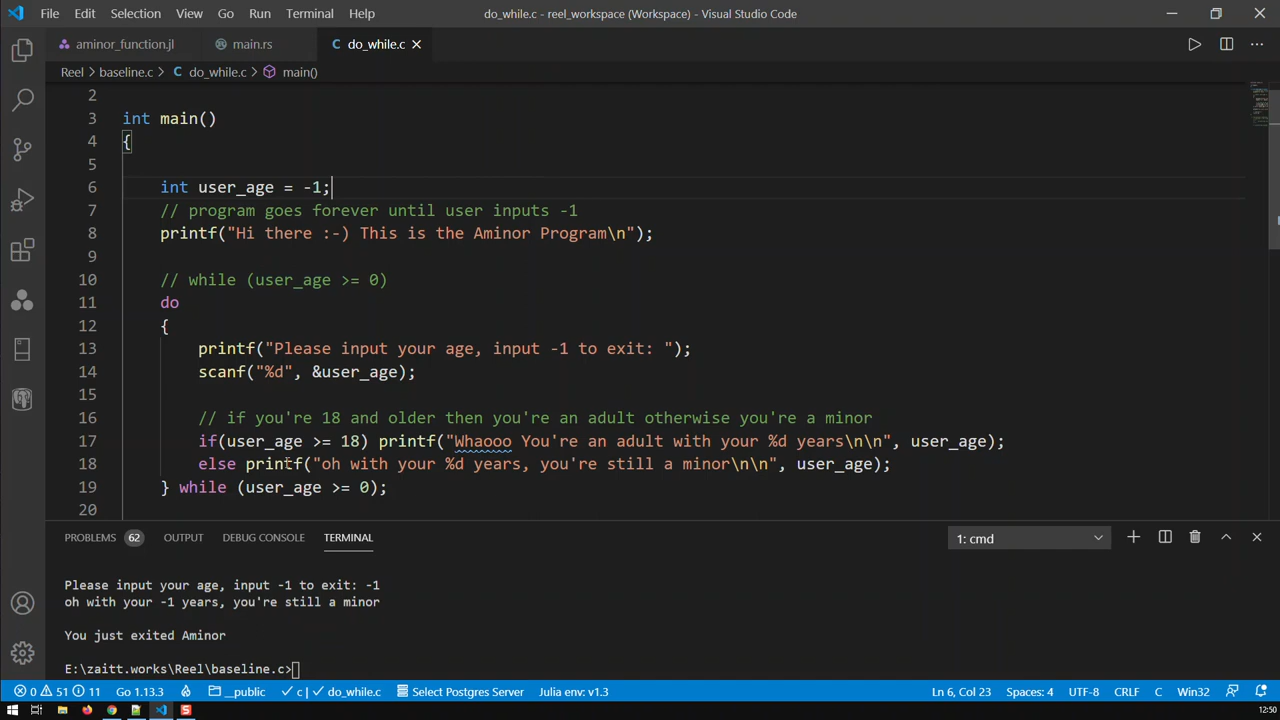 File Edit Selection View Go Run Terminal Help do_while.c - reel_workspace (Workspace) - Visual Studio Code
aminor_function.jl main.rs C do_while.c
Reel > baseline.c > C do_while.c > main()
2
3 int main()
4 {
5
6 int user_age = -1;
7 // program goes forever until user inputs -1
8 printf("Hi there :-) This is the Aminor Program\n");
9
10 // while (user_age >= 0)
11 do
12 {
13 printf("Please input your age, input -1 to exit: ");
14 scanf("%d", &user_age);
15
16 // if you're 18 and older then you're an adult otherwise you're a minor
17 if(user_age >= 18) printf("Whaooo You're an adult with your %d years\n\n", user_age);
18 else printf("oh with your %d years, you're still a minor\n\n", user_age);
19 } while (user_age >= 0);
20
PROBLEMS 62 OUTPUT DEBUG CONSOLE TERMINAL 1: cmd
Please input your age, input -1 to exit: -1
oh with your -1 years, you're still a minor
You just exited Aminor
E:\zaitt.works\Reel\baseline.c>
0 51 11 Go 1.13.3 __public c | do_while.c Select Postgres Server Julia env: v1.3 Ln 6, Col 23 Spaces: 4 UTF-8 CRLF C Win32
12:50